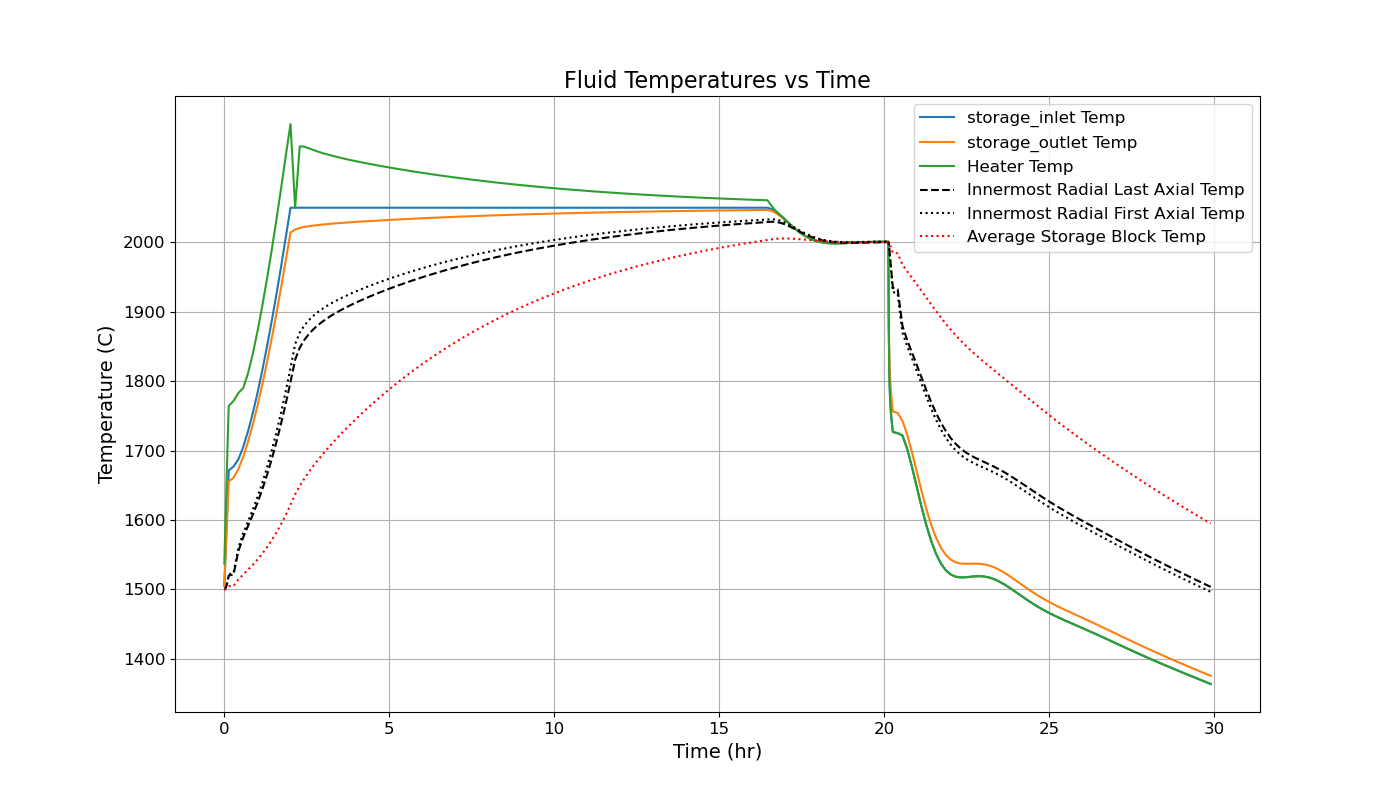 Fluid Temperatures vs Time
storage_inlet Temp
storage_outlet Temp
Heater Temp
Innermost Radial Last Axial Temp
Innermost Radial First Axial Temp
Average Storage Block Temp
Temperature (C)
2000
1900
1800
1700
1600
1500
1400
0 5 10 15 20 25 30
Time (hr)